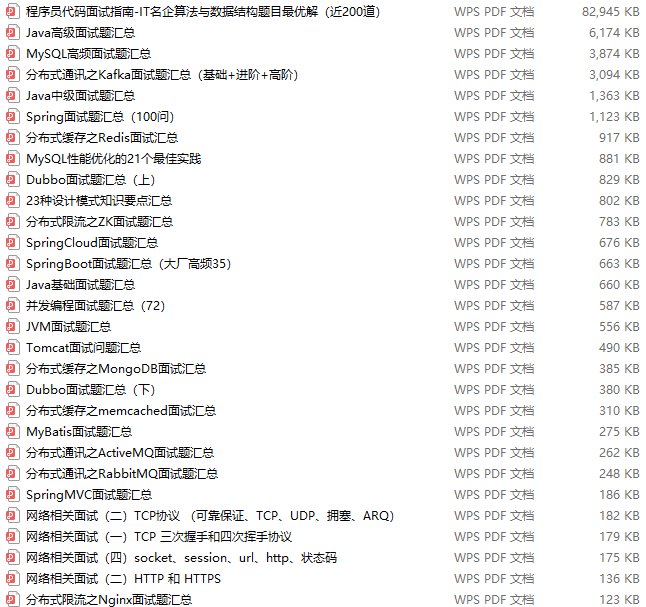 程序员代码面试指南-IT名企算法与数据结构题目最优解（近200道） WPS PDF 文档 82,945 KB
Java高级面试题汇总 WPS PDF 文档 6,174 KB
MySQL高频面试题汇总 WPS PDF 文档 3,874 KB
分布式通讯之Kafka面试题汇总（基础+进阶+高阶） WPS PDF 文档 3,094 KB
Java中级面试题汇总 WPS PDF 文档 1,363 KB
Spring面试题汇总（100问） WPS PDF 文档 1,123 KB
分布式缓存之Redis面试汇总 WPS PDF 文档 917 KB
MySQL性能优化的21个最佳实践 WPS PDF 文档 881 KB
Dubbo面试题汇总（上） WPS PDF 文档 829 KB
23种设计模式知识要点汇总 WPS PDF 文档 802 KB
分布式限流之ZK面试题汇总 WPS PDF 文档 783 KB
SpringCloud面试题汇总 WPS PDF 文档 676 KB
SpringBoot面试题汇总（大厂高频35） WPS PDF 文档 663 KB
Java基础面试题汇总 WPS PDF 文档 660 KB
并发编程面试题汇总（72） WPS PDF 文档 587 KB
JVM面试题汇总 WPS PDF 文档 556 KB
Tomcat面试问题汇总 WPS PDF 文档 490 KB
分布式缓存之MongoDB面试汇总 WPS PDF 文档 385 KB
Dubbo面试题汇总（下） WPS PDF 文档 380 KB
分布式缓存之memcached面试汇总 WPS PDF 文档 310 KB
MyBatis面试题汇总 WPS PDF 文档 275 KB
分布式通讯之ActiveMQ面试题汇总 WPS PDF 文档 262 KB
分布式通讯之RabbitMQ面试题汇总 WPS PDF 文档 248 KB
SpringMVC面试题汇总 WPS PDF 文档 186 KB
网络相关面试（二）TCP协议 （可靠保证、TCP、UDP、拥塞、ARQ） WPS PDF 文档 182 KB
网络相关面试（一）TCP 三次握手和四次挥手协议 WPS PDF 文档 179 KB
网络相关面试（四）socket、session、url、http、状态码 WPS PDF 文档 175 KB
网络相关面试（二）HTTP 和 HTTPS WPS PDF 文档 136 KB
分布式限流之Nginx面试题汇总 WPS PDF 文档 123 KB